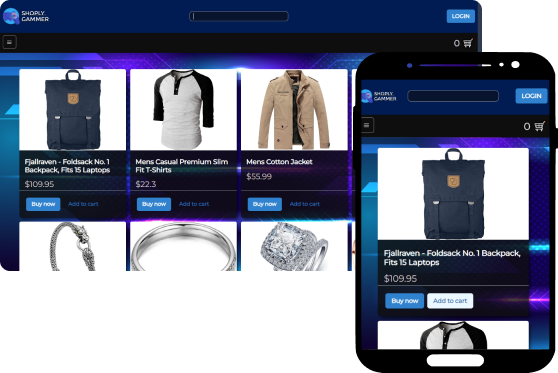 SHOPLY
GAMMER
LOGIN
0
Fjallraven - Foldsack No. 1
Backpack, Fits 15 Laptops
$109.95
Buy now Add to cart
Mens Casual Premium Slim
Fit T-Shirts
$22.3
Buy now Add to cart
Mens Cotton Jacket
$55.99
Buy now Add to cart
SHOPLY
GAMMER
LOGIN
0
Fjallraven - Foldsack No. 1 Backpack,
Fits 15 Laptops
$109.95
Buy now Add to cart